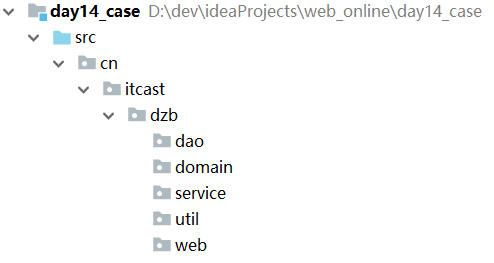 day14_case D:\dev\ideaProjects\web_online\day14_case
src
cn
itcast
dzb
dao
domain
service
util
web